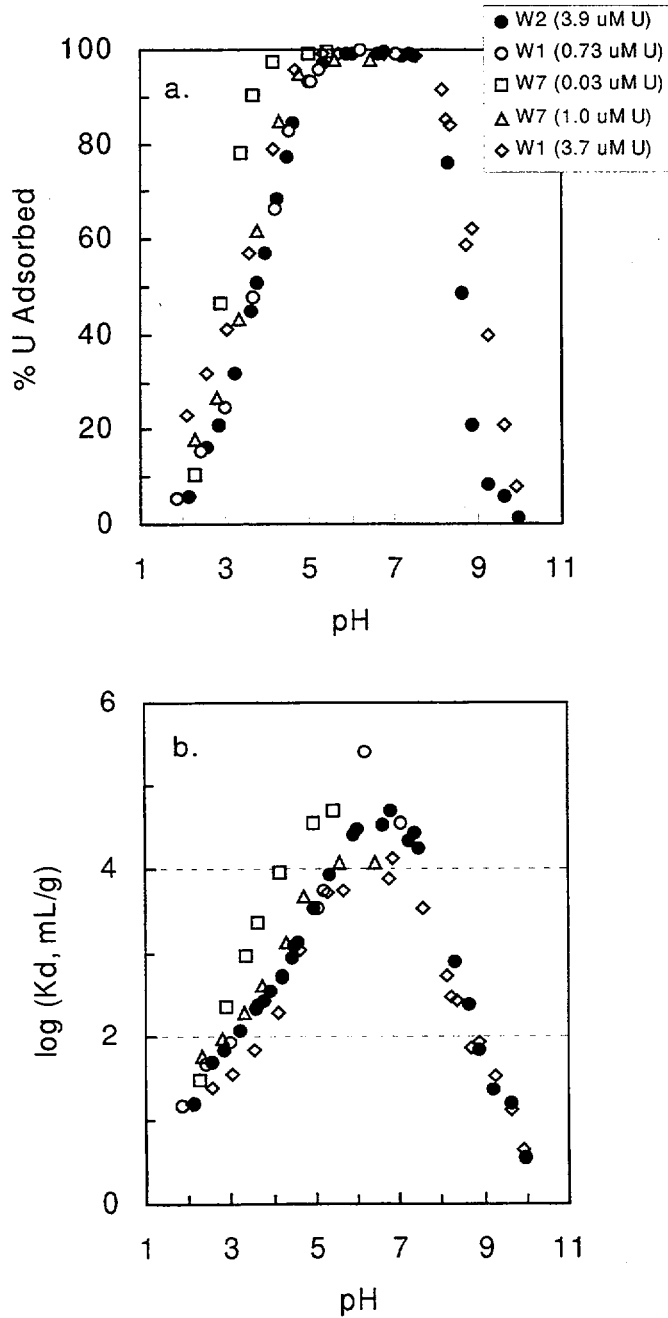 W2 (3.9 uM U)
W1 (0.73 uM U)
W7 (0.03 uM U)
W7 (1.0 uM U)
W1 (3.7 uM U)
a.
100
80
60
40
20
0
% U Adsorbed
1 3 5 7 9 11
pH
b.
6
4
2
0
log (Kd, mL/g)
1 3 5 7 9 11
pH